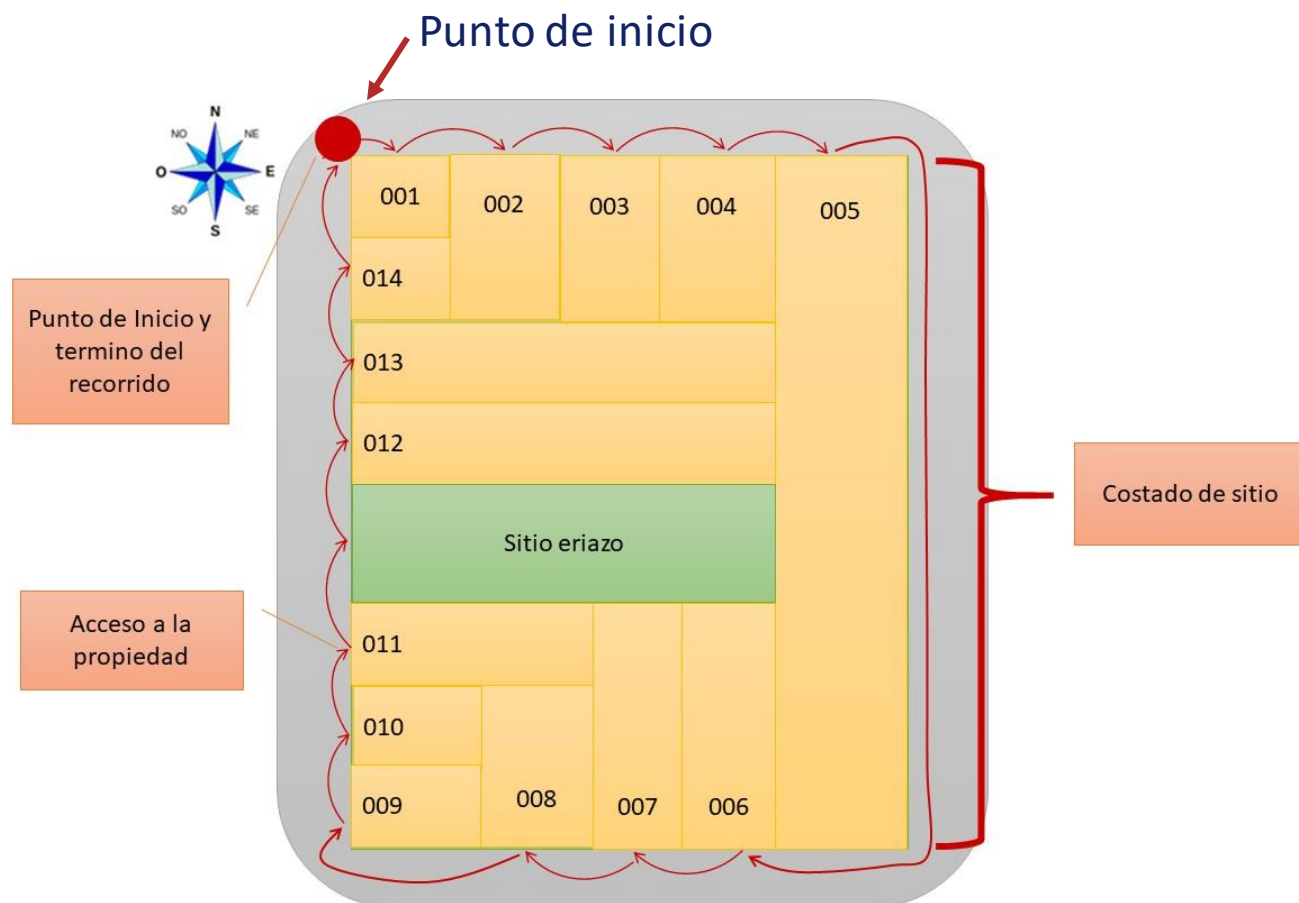 Punto de inicio
N
NO
NE
O
E
SO
SE
S
001
002
003
004
005
014
Punto de Inicio y
termino del
recorrido
013
012
Costado de sitio
Sitio eriazo
Acceso a la
propiedad
011
010
009
008
007
006